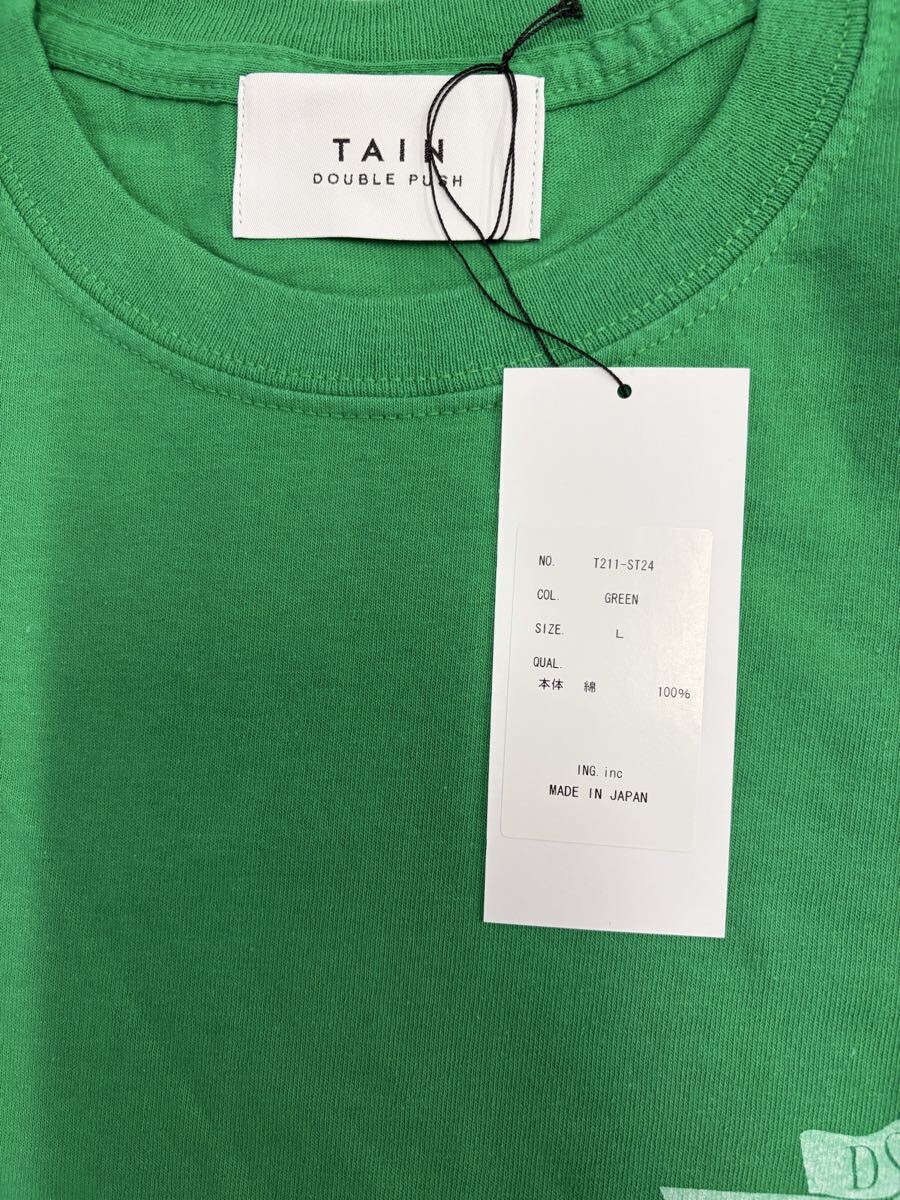 TAIN
DOUBLE PUSH
NO. T211-ST24
COL. GREEN
SIZE. L
QUAL.
本体 綿 100%
ING. inc
MADE IN JAPAN